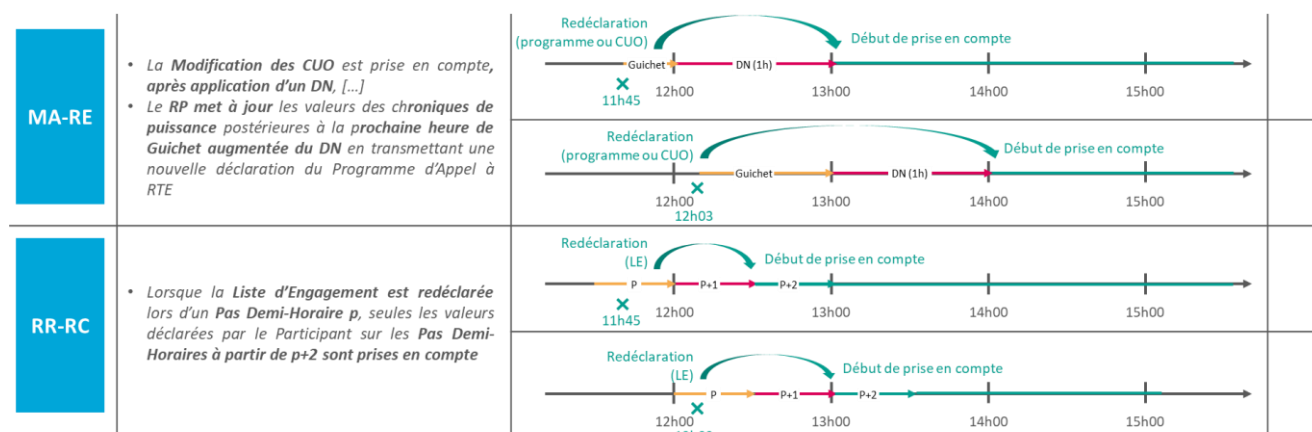 MA-RE
• La Modification des CUO est prise en compte,
après application d'un DN, […]
• Le RP met à jour les valeurs des chroniques de
puissance postérieures à la prochaine heure de
Guichet augmentée du DN en transmettant une
nouvelle déclaration du Programme d'Appel à
RTE
Redéclaration
(programme ou CUO)
Début de prise en compte
Guichet
DN (1h)
11h45
12h00
13h00
14h00
15h00
Redéclaration
(programme ou CUO)
Début de prise en compte
Guichet
DN (1h)
12h00
13h00
14h00
15h00
12h03
RR-RC
• Lorsque la Liste d'Engagement est redéclarée
lors d'un Pas Demi-Horaire p, seules les valeurs
déclarées par le Participant sur les Pas Demi-
Horaires à partir de p+2 sont prises en compte
Redéclaration
(LE)
Début de prise en compte
P
P+1
P+2
11h45
12h00
13h00
14h00
15h00
Redéclaration
(LE)
Début de prise en compte
P
P+1
P+2
12h00
13h00
14h00
15h00